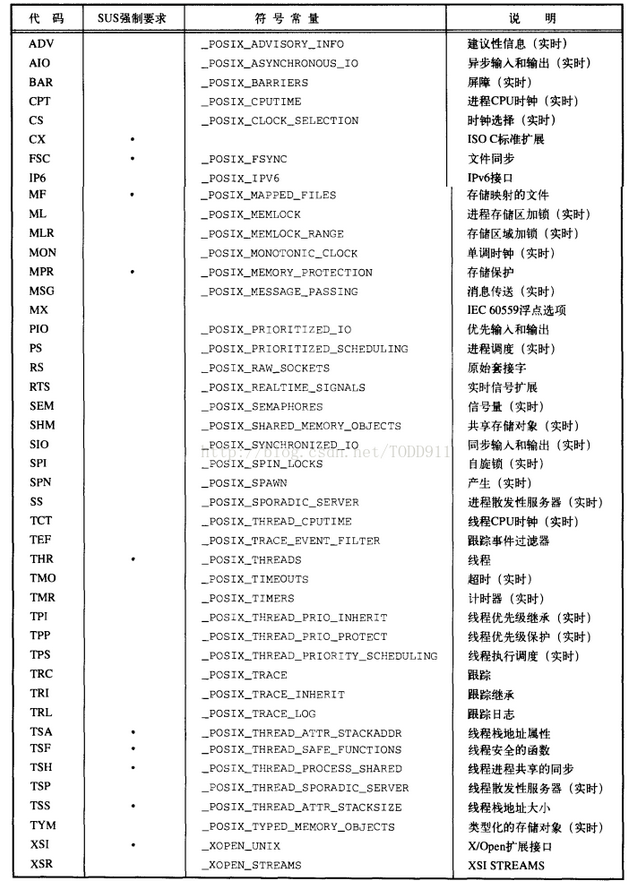 代 码 SUS强制要求 符 号 常 量 说 明
ADV _POSIX_ADVISORY_INFO 建议性信息（实时）
AIO _POSIX_ASYNCHRONOUS_IO 异步输入和输出（实时）
BAR _POSIX_BARRIERS 屏障（实时）
CPT _POSIX_CPUTIME 进程CPU时钟（实时）
CS _POSIX_CLOCK_SELECTION 时钟选择（实时）
CX • ISO C标准扩展
FSC • _POSIX_FSYNC 文件同步
IP6 _POSIX_IPV6 IPv6接口
MF • _POSIX_MAPPED_FILES 存储映射的文件
ML _POSIX_MEMLOCK 进程存储区加锁（实时）
MLR _POSIX_MEMLOCK_RANGE 存储区域加锁（实时）
MON _POSIX_MONOTONIC_CLOCK 单调时钟（实时）
MPR • _POSIX_MEMORY_PROTECTION 存储保护
MSG _POSIX_MESSAGE_PASSING 消息传送（实时）
MX IEC 60559浮点选项
PIO _POSIX_PRIORITIZED_IO 优先输入和输出
PS _POSIX_PRIORITIZED_SCHEDULING 进程调度（实时）
RS _POSIX_RAW_SOCKETS 原始套接字
RTS _POSIX_REALTIME_SIGNALS 实时信号扩展
SEM _POSIX_SEMAPHORES 信号量（实时）
SHM _POSIX_SHARED_MEMORY_OBJECTS 共享存储对象（实时）
SIO _POSIX_SYNCHRONIZED_IO 同步输入和输出（实时）
http://blog.csdn.net/TODD911
SPI _POSIX_SPIN_LOCKS 自旋锁（实时）
SPN _POSIX_SPAWN 产生（实时）
SS _POSIX_SPORADIC_SERVER 进程散发性服务器（实时）
TCT _POSIX_THREAD_CPUTIME 线程CPU时钟（实时）
TEF _POSIX_TRACE_EVENT_FILTER 跟踪事件过滤器
THR • _POSIX_THREADS 线程
TMO _POSIX_TIMEOUTS 超时（实时）
TMR _POSIX_TIMERS 计时器（实时）
TPI _POSIX_THREAD_PRIO_INHERIT 线程优先级继承（实时）
TPP _POSIX_THREAD_PRIO_PROTECT 线程优先级保护（实时）
TPS _POSIX_THREAD_PRIORITY_SCHEDULING 线程执行调度（实时）
TRC _POSIX_TRACE 跟踪
TRI _POSIX_TRACE_INHERIT 跟踪继承
TRL _POSIX_TRACE_LOG 跟踪日志
TSA • _POSIX_THREAD_ATTR_STACKADDR 线程栈地址属性
TSF • _POSIX_THREAD_SAFE_FUNCTIONS 线程安全的函数
TSH • _POSIX_THREAD_PROCESS_SHARED 线程进程共享的同步
TSP _POSIX_THREAD_SPORADIC_SERVER 线程散发性服务器（实时）
TSS • _POSIX_THREAD_ATTR_STACKSIZE 线程栈地址大小
TYM _POSIX_TYPED_MEMORY_OBJECTS 类型化的存储对象（实时）
XSI • _XOPEN_UNIX X/Open扩展接口
XSR _XOPEN_STREAMS XSI STREAMS